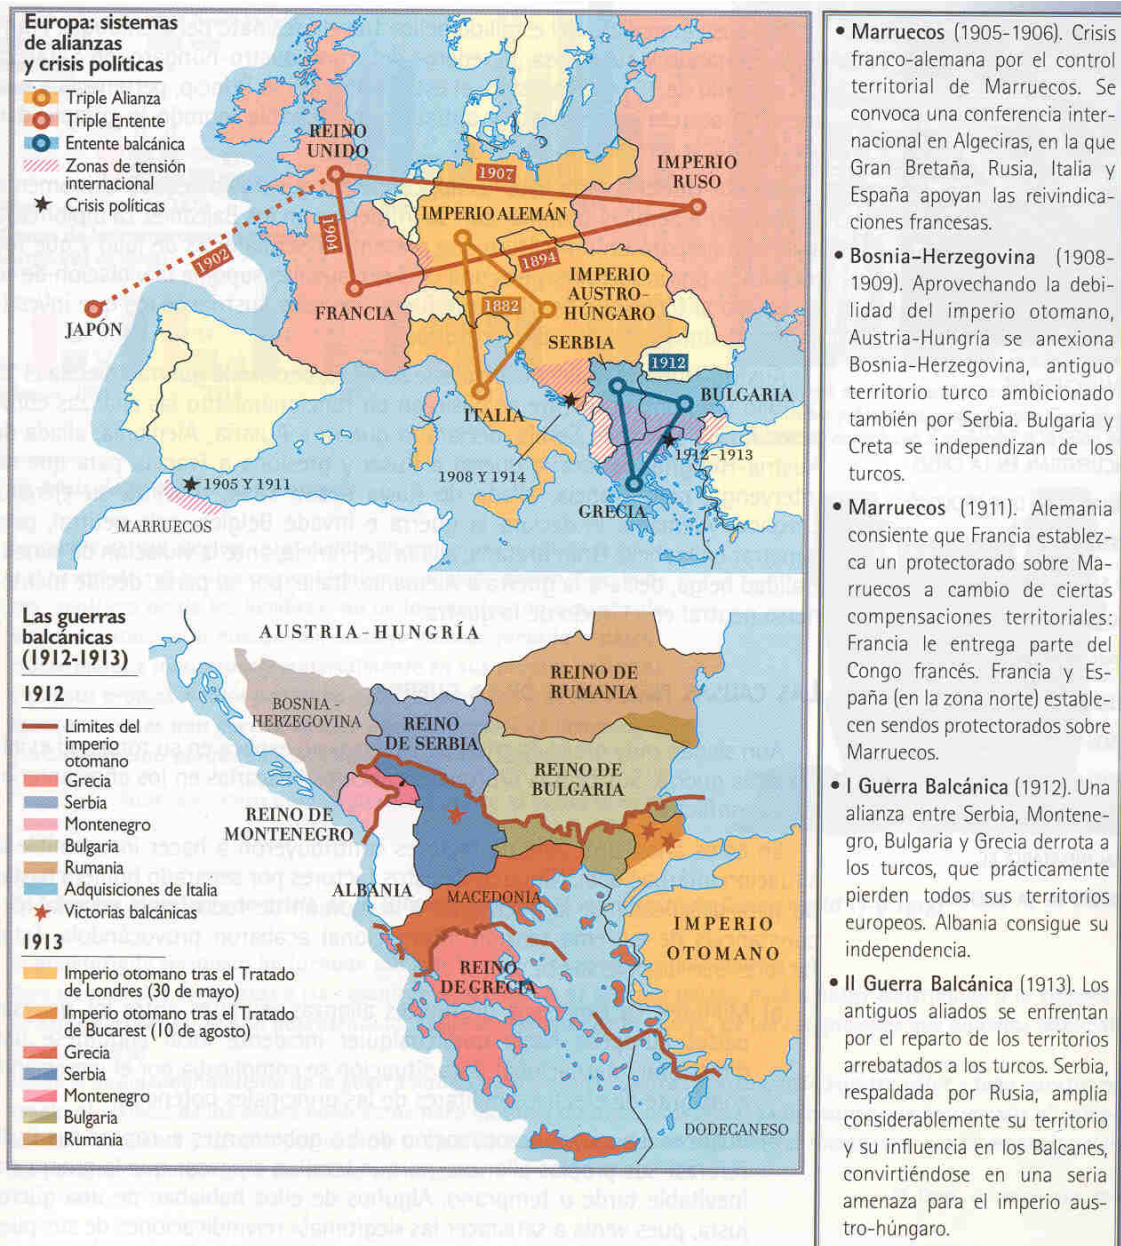 Europa: sistemas
de alianzas
y crisis políticas
Triple Alianza
Triple Entente
Entente balcánica
Zonas de tensión
internacional
Crisis políticas
REINO
UNIDO
IMPERIO
RUSO
1907
IMPERIO ALEMÁN
1904
1902
1894
IMPERIO
AUSTRO-
HÚNGARO
1882
JAPÓN
FRANCIA
SERBIA
1912
BULGARIA
ITALIA
1912-1913
1908 Y 1914
1905 Y 1911
GRECIA
MARRUECOS
Las guerras
balcánicas
(1912-1913)
1912
Límites del
imperio
otomano
Grecia
Serbia
Montenegro
Bulgaria
Rumania
Adquisiciones de Italia
Victorias balcánicas
1913
Imperio otomano tras el Tratado
de Londres (30 de mayo)
Imperio otomano tras el Tratado
de Bucarest (10 de agosto)
Grecia
Serbia
Montenegro
Bulgaria
Rumania
AUSTRIA-HUNGRÍA
REINO DE
RUMANIA
BOSNIA-
HERZEGOVINA
REINO
DE SERBIA
REINO DE
BULGARIA
REINO DE
MONTENEGRO
ALBANIA
MACEDONIA
IMPERIO
OTOMANO
REINO
DE GRECIA
DODECANESO
• Marruecos (1905-1906). Crisis
franco-alemana por el control
territorial de Marruecos. Se
convoca una conferencia inter-
nacional en Algeciras, en la que
Gran Bretaña, Rusia, Italia y
España apoyan las reivindica-
ciones francesas.
• Bosnia-Herzegovina (1908-
1909). Aprovechando la debi-
lidad del imperio otomano,
Austria-Hungría se anexiona
Bosnia-Herzegovina, antiguo
territorio turco ambicionado
también por Serbia. Bulgaria y
Creta se independizan de los
turcos.
• Marruecos (1911). Alemania
consiente que Francia establez-
ca un protectorado sobre Ma-
rruecos a cambio de ciertas
compensaciones territoriales:
Francia le entrega parte del
Congo francés. Francia y Es-
paña (en la zona norte) estable-
cen sendos protectorados sobre
Marruecos.
• I Guerra Balcánica (1912). Una
alianza entre Serbia, Montene-
gro, Bulgaria y Grecia derrota a
los turcos, que prácticamente
pierden todos sus territorios
europeos. Albania consigue su
independencia.
• II Guerra Balcánica (1913). Los
antiguos aliados se enfrentan
por el reparto de los territorios
arrebatados a los turcos. Serbia,
respaldada por Rusia, amplía
considerablemente su territorio
y su influencia en los Balcanes,
convirtiéndose en una seria
amenaza para el imperio aus-
tro-húngaro.